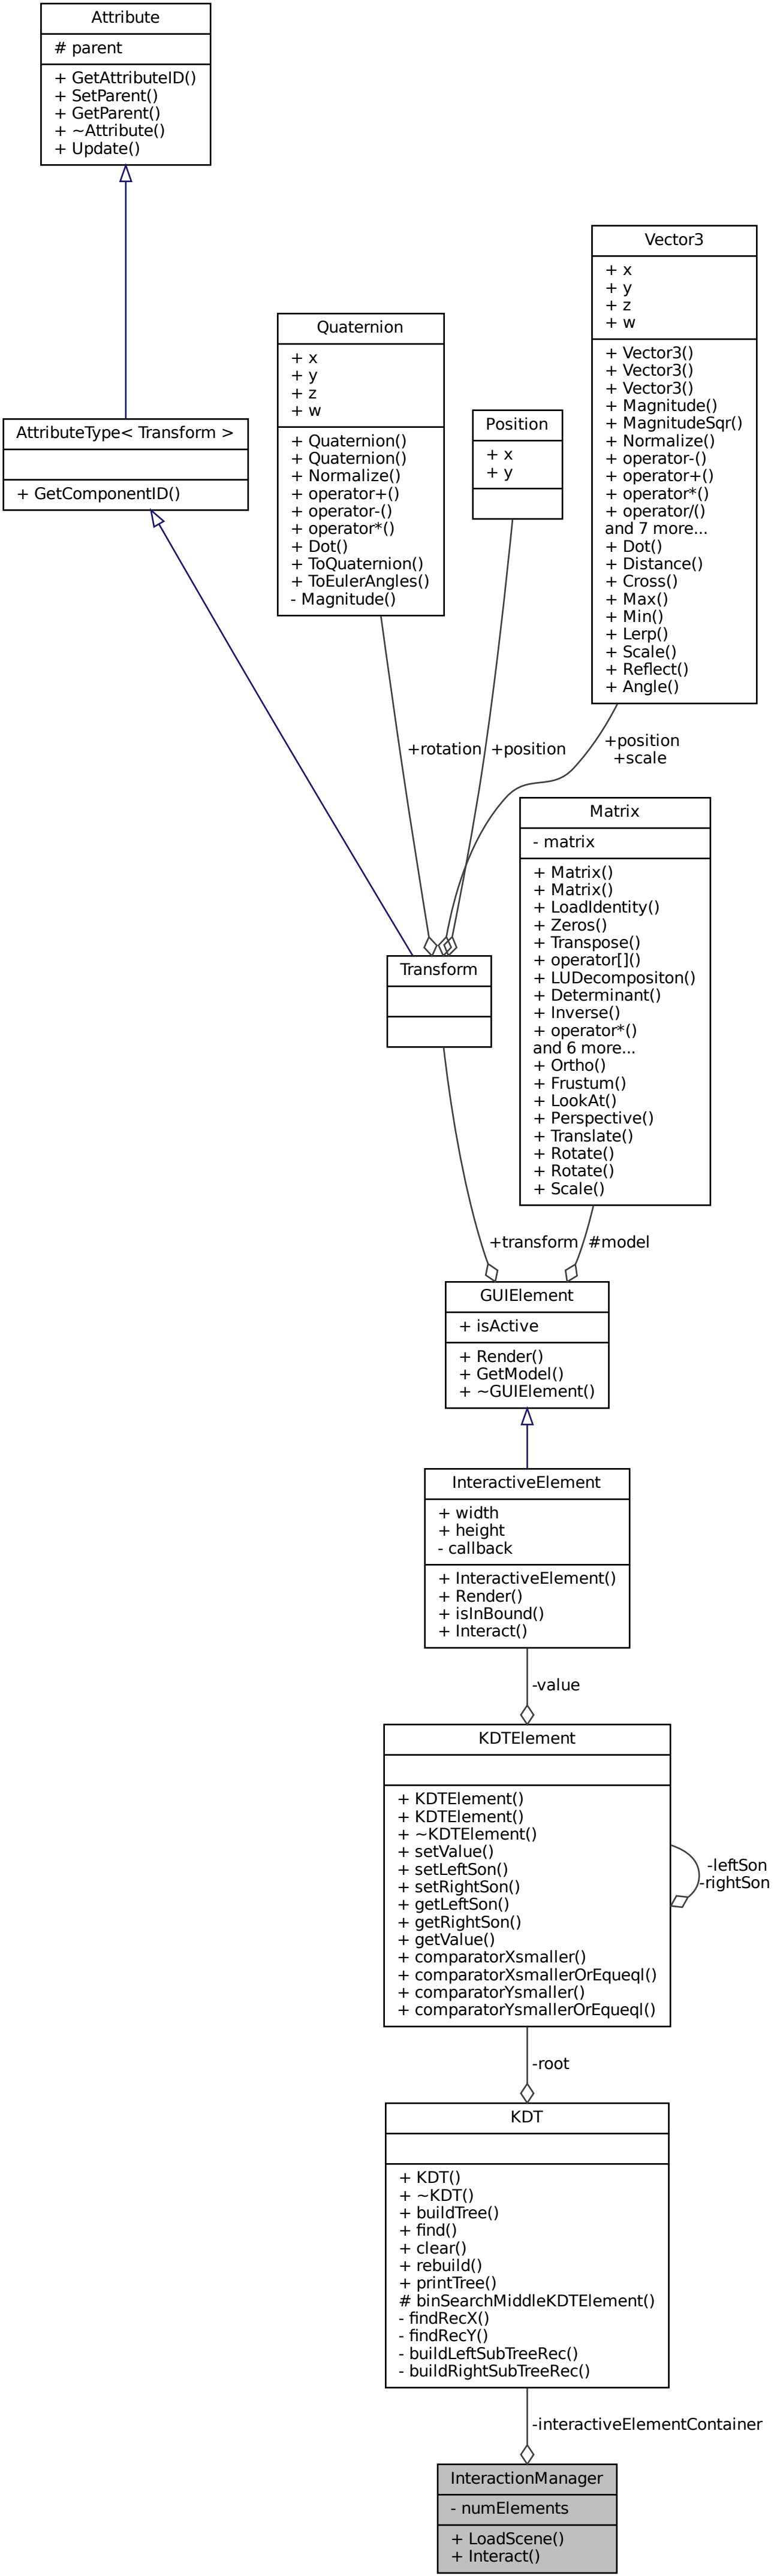 Attribute
# parent
+ GetAttributeID()
+ SetParent()
+ GetParent()
+ ~Attribute()
+ Update()
Vector3
+ x
+ y
+ z
+ w
+ Vector3()
+ Vector3()
+ Vector3()
+ Magnitude()
+ MagnitudeSqr()
+ Normalize()
+ operator-()
+ operator+()
+ operator*()
+ operator/()
and 7 more...
+ Dot()
+ Distance()
+ Cross()
+ Max()
+ Min()
+ Lerp()
+ Scale()
+ Reflect()
+ Angle()
Quaternion
+ x
+ y
+ z
+ w
+ Quaternion()
+ Quaternion()
+ Normalize()
+ operator+()
+ operator-()
+ operator*()
+ Dot()
+ ToQuaternion()
+ ToEulerAngles()
- Magnitude()
Position
+ x
+ y
AttributeType< Transform >
+ GetComponentID()
+rotation
+position
+position
+scale
Matrix
- matrix
+ Matrix()
+ Matrix()
+ LoadIdentity()
+ Zeros()
+ Transpose()
+ operator[]()
+ LUDecompositon()
+ Determinant()
+ Inverse()
+ operator*()
and 6 more...
+ Ortho()
+ Frustum()
+ LookAt()
+ Perspective()
+ Translate()
+ Rotate()
+ Rotate()
+ Scale()
Transform
+transform
#model
GUIElement
+ isActive
+ Render()
+ GetModel()
+ ~GUIElement()
InteractiveElement
+ width
+ height
- callback
+ InteractiveElement()
+ Render()
+ isInBound()
+ Interact()
-value
KDTElement
+ KDTElement()
+ KDTElement()
+ ~KDTElement()
+ setValue()
+ setLeftSon()
+ setRightSon()
+ getLeftSon()
+ getRightSon()
+ getValue()
+ comparatorXsmaller()
+ comparatorXsmallerOrEqueql()
+ comparatorYsmaller()
+ comparatorYsmallerOrEqueql()
-leftSon
-rightSon
-root
KDT
+ KDT()
+ ~KDT()
+ buildTree()
+ find()
+ clear()
+ rebuild()
+ printTree()
# binSearchMiddleKDTElement()
- findRecX()
- findRecY()
- buildLeftSubTreeRec()
- buildRightSubTreeRec()
-interactiveElementContainer
InteractionManager
- numElements
+ LoadScene()
+ Interact()